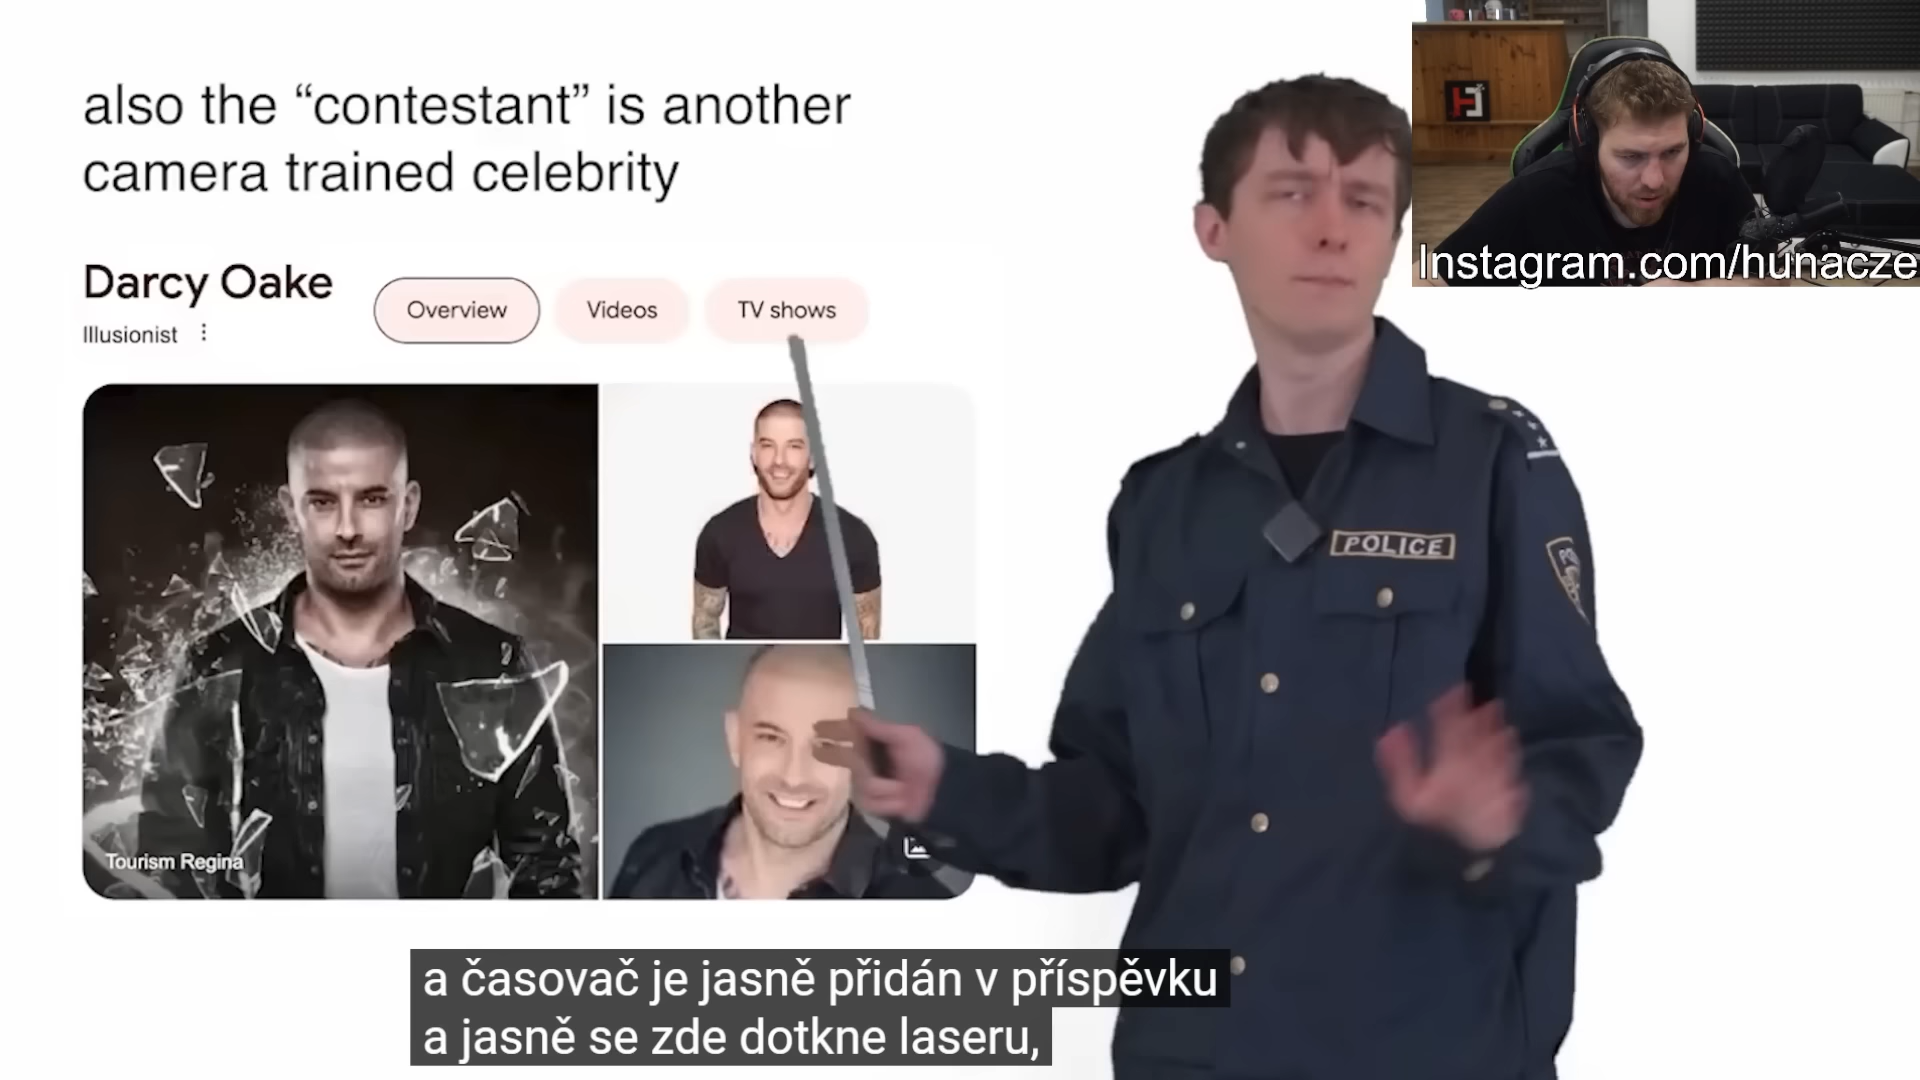 also the “contestant” is another
camera trained celebrity
Darcy Oake
Illusionist
Overview
Videos
TV shows
Tourism Regina
POLICE
Instagram.com/hunacze
a časovač je jasně přidán v příspěvku
a jasně se zde dotkne laseru,